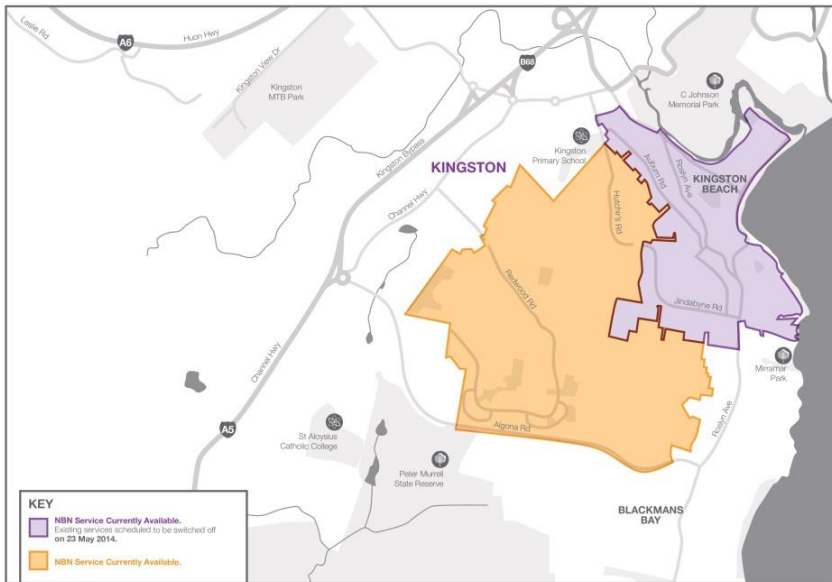 Leslie Rd
A6
Huon Hwy
Kingston View Dr
Kingston
MTB Park
B68
C Johnson
Memorial Park
Kingston
Primary School
KINGSTON
Kingston Bypass
Channel Hwy
Auburn Rd
Roslyn Ave
KINGSTON
BEACH
Hutchins Rd
Redwood Rd
Jindabyne Rd
Channel Hwy
Mirramar
Park
Roslyn Ave
A5
St Aloysius
Catholic College
Algona Rd
Peter Murrell
State Reserve
BLACKMANS
BAY
KEY
NBN Service Currently Available.
Existing services scheduled to be switched off
on 23 May 2014.
NBN Service Currently Available.